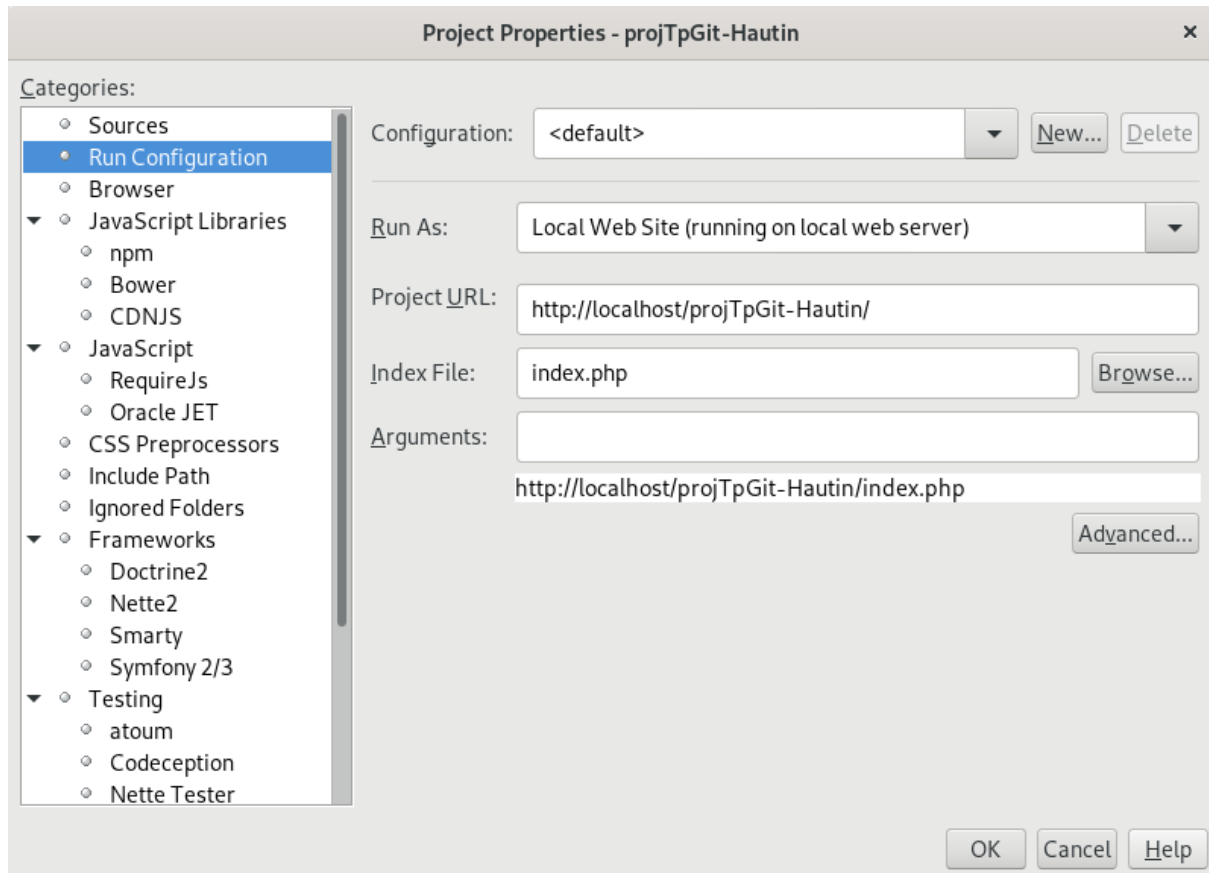 Project Properties - projTpGit-Hautin ×
Categories:
Sources
Run Configuration
Browser
JavaScript Libraries
npm
Bower
CDNJS
JavaScript
RequireJs
Oracle JET
CSS Preprocessors
Include Path
Ignored Folders
Frameworks
Doctrine2
Nette2
Smarty
Symfony 2/3
Testing
atoum
Codeception
Nette Tester
Configuration: <default> New... Delete
Run As: Local Web Site (running on local web server)
Project URL: http://localhost/projTpGit-Hautin/
Index File: index.php Browse...
Arguments:
http://localhost/projTpGit-Hautin/index.php
Advanced...
OK Cancel Help